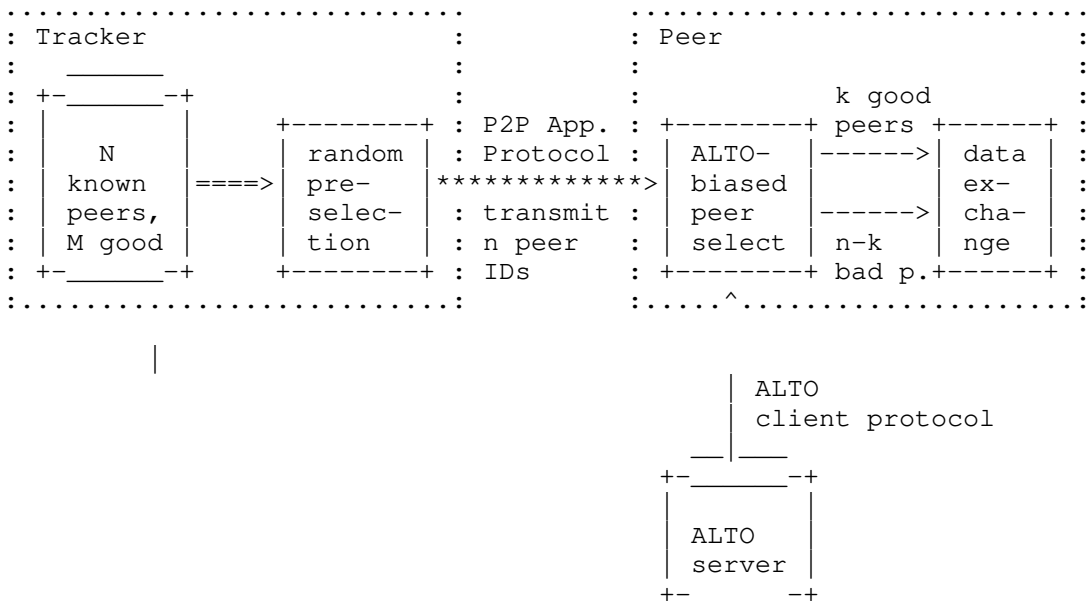 Tracker Peer
k good
P2P App. peers
N random Protocol ALTO- data
known pre- biased ex-
peers, selec- transmit peer cha-
M good tion n peer select n-k nge
IDs bad p.
ALTO
client protocol
ALTO
server